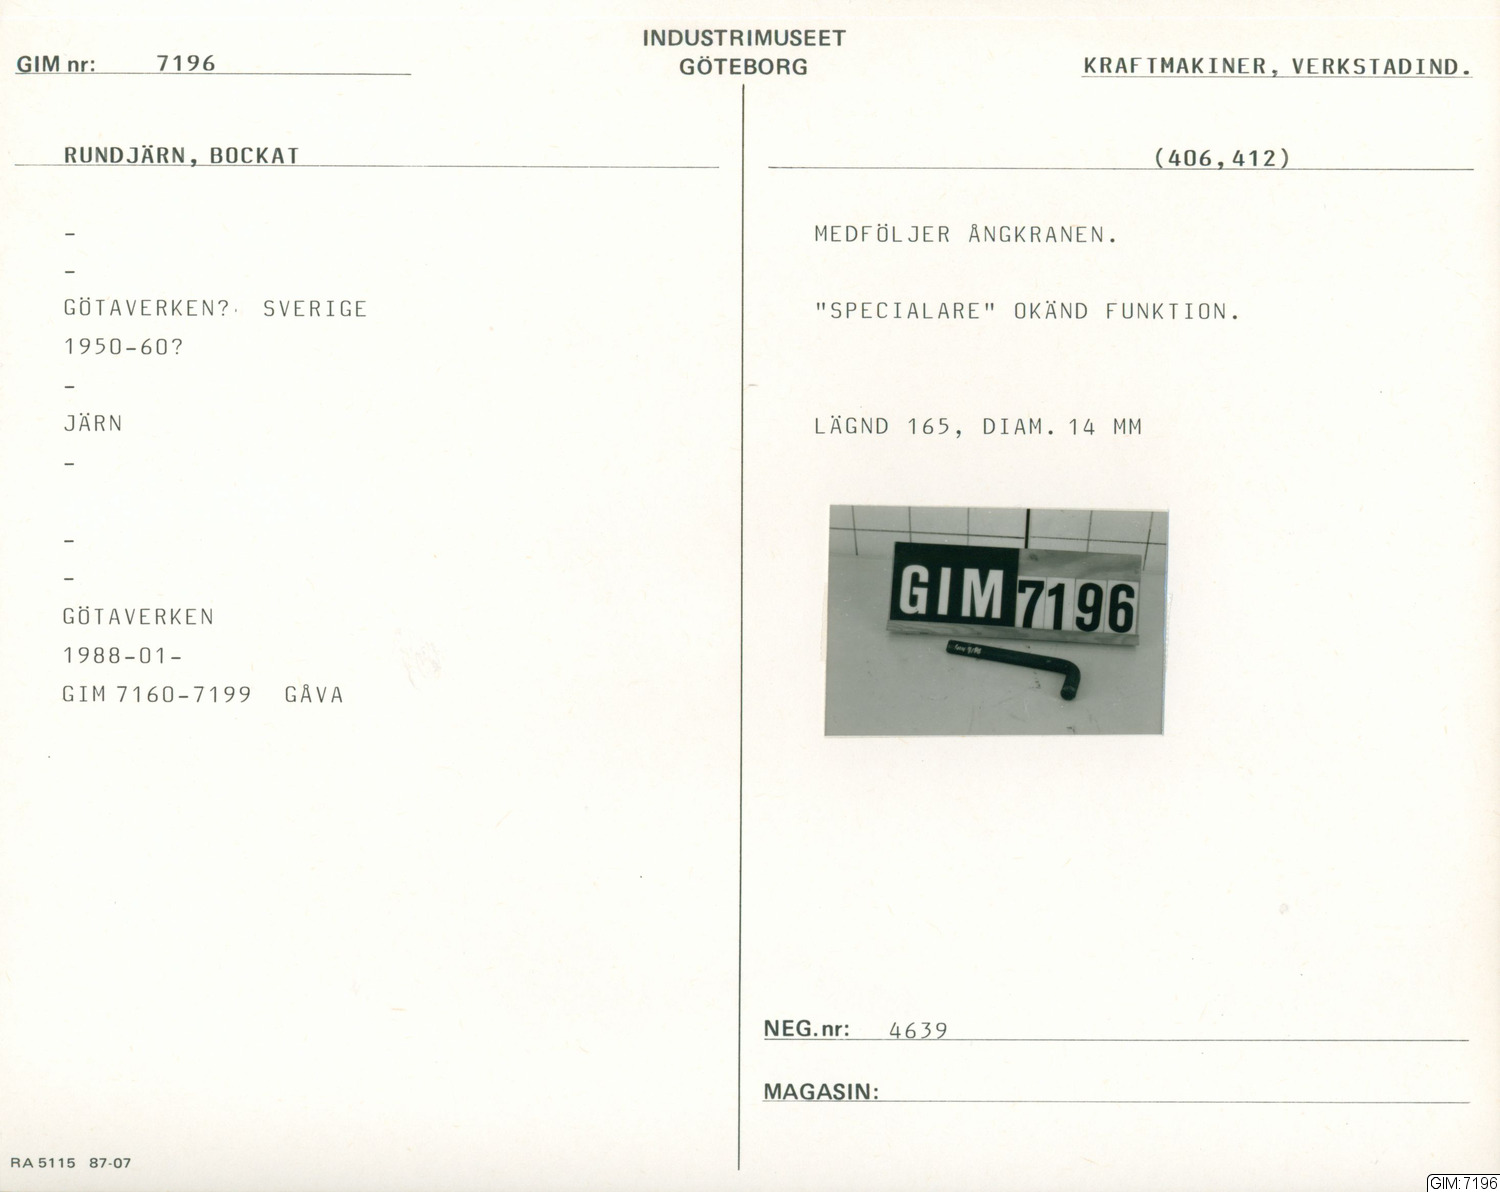 INDUSTRIMUSEET
GÖTEBORG
GIM nr: 7196
KRAFTMAKINER, VERKSTADIND.
RUNDJÄRN, BOCKAT
(406,412)
-
-
GÖTAVERKEN? SVERIGE
1950-60?
-
JÄRN
-
-
-
GÖTAVERKEN
1988-01-
GIM 7160-7199 GÅVA
MEDFÖLJER ÅNGKRANEN.
"SPECIALARE" OKÄND FUNKTION.
LÄGND 165, DIAM. 14 MM
GIM 7196
GIM 7196
NEG.nr: 4639
MAGASIN:
RA 5115 87-07
GIM:7196